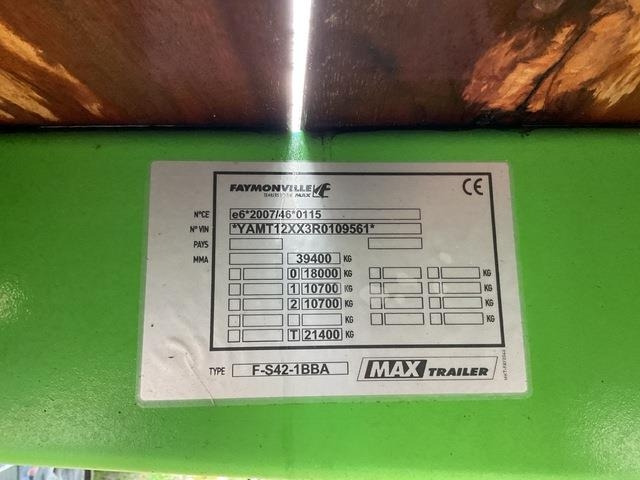 FAYMONVILLE
CE
N°CE e6*2007/46*0115
N° VIN *YAMT12XX3R0109561*
PAYS
MMA 39400 KG
0 18000 KG KG KG
1 10700 KG KG KG
2 10700 KG KG KG
KG KG KG
T 21400 KG
TYPE F-S42-1BBA MAX TRAILER